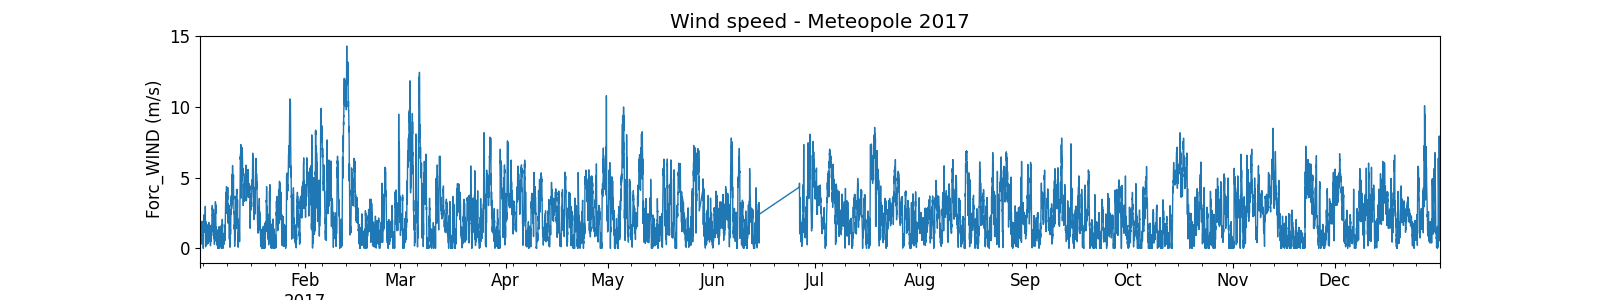 Wind speed - Meteopole 2017
15
10
5
0
Forc_WIND (m/s)
Feb Mar Apr May Jun Jul Aug Sep Oct Nov Dec
2017